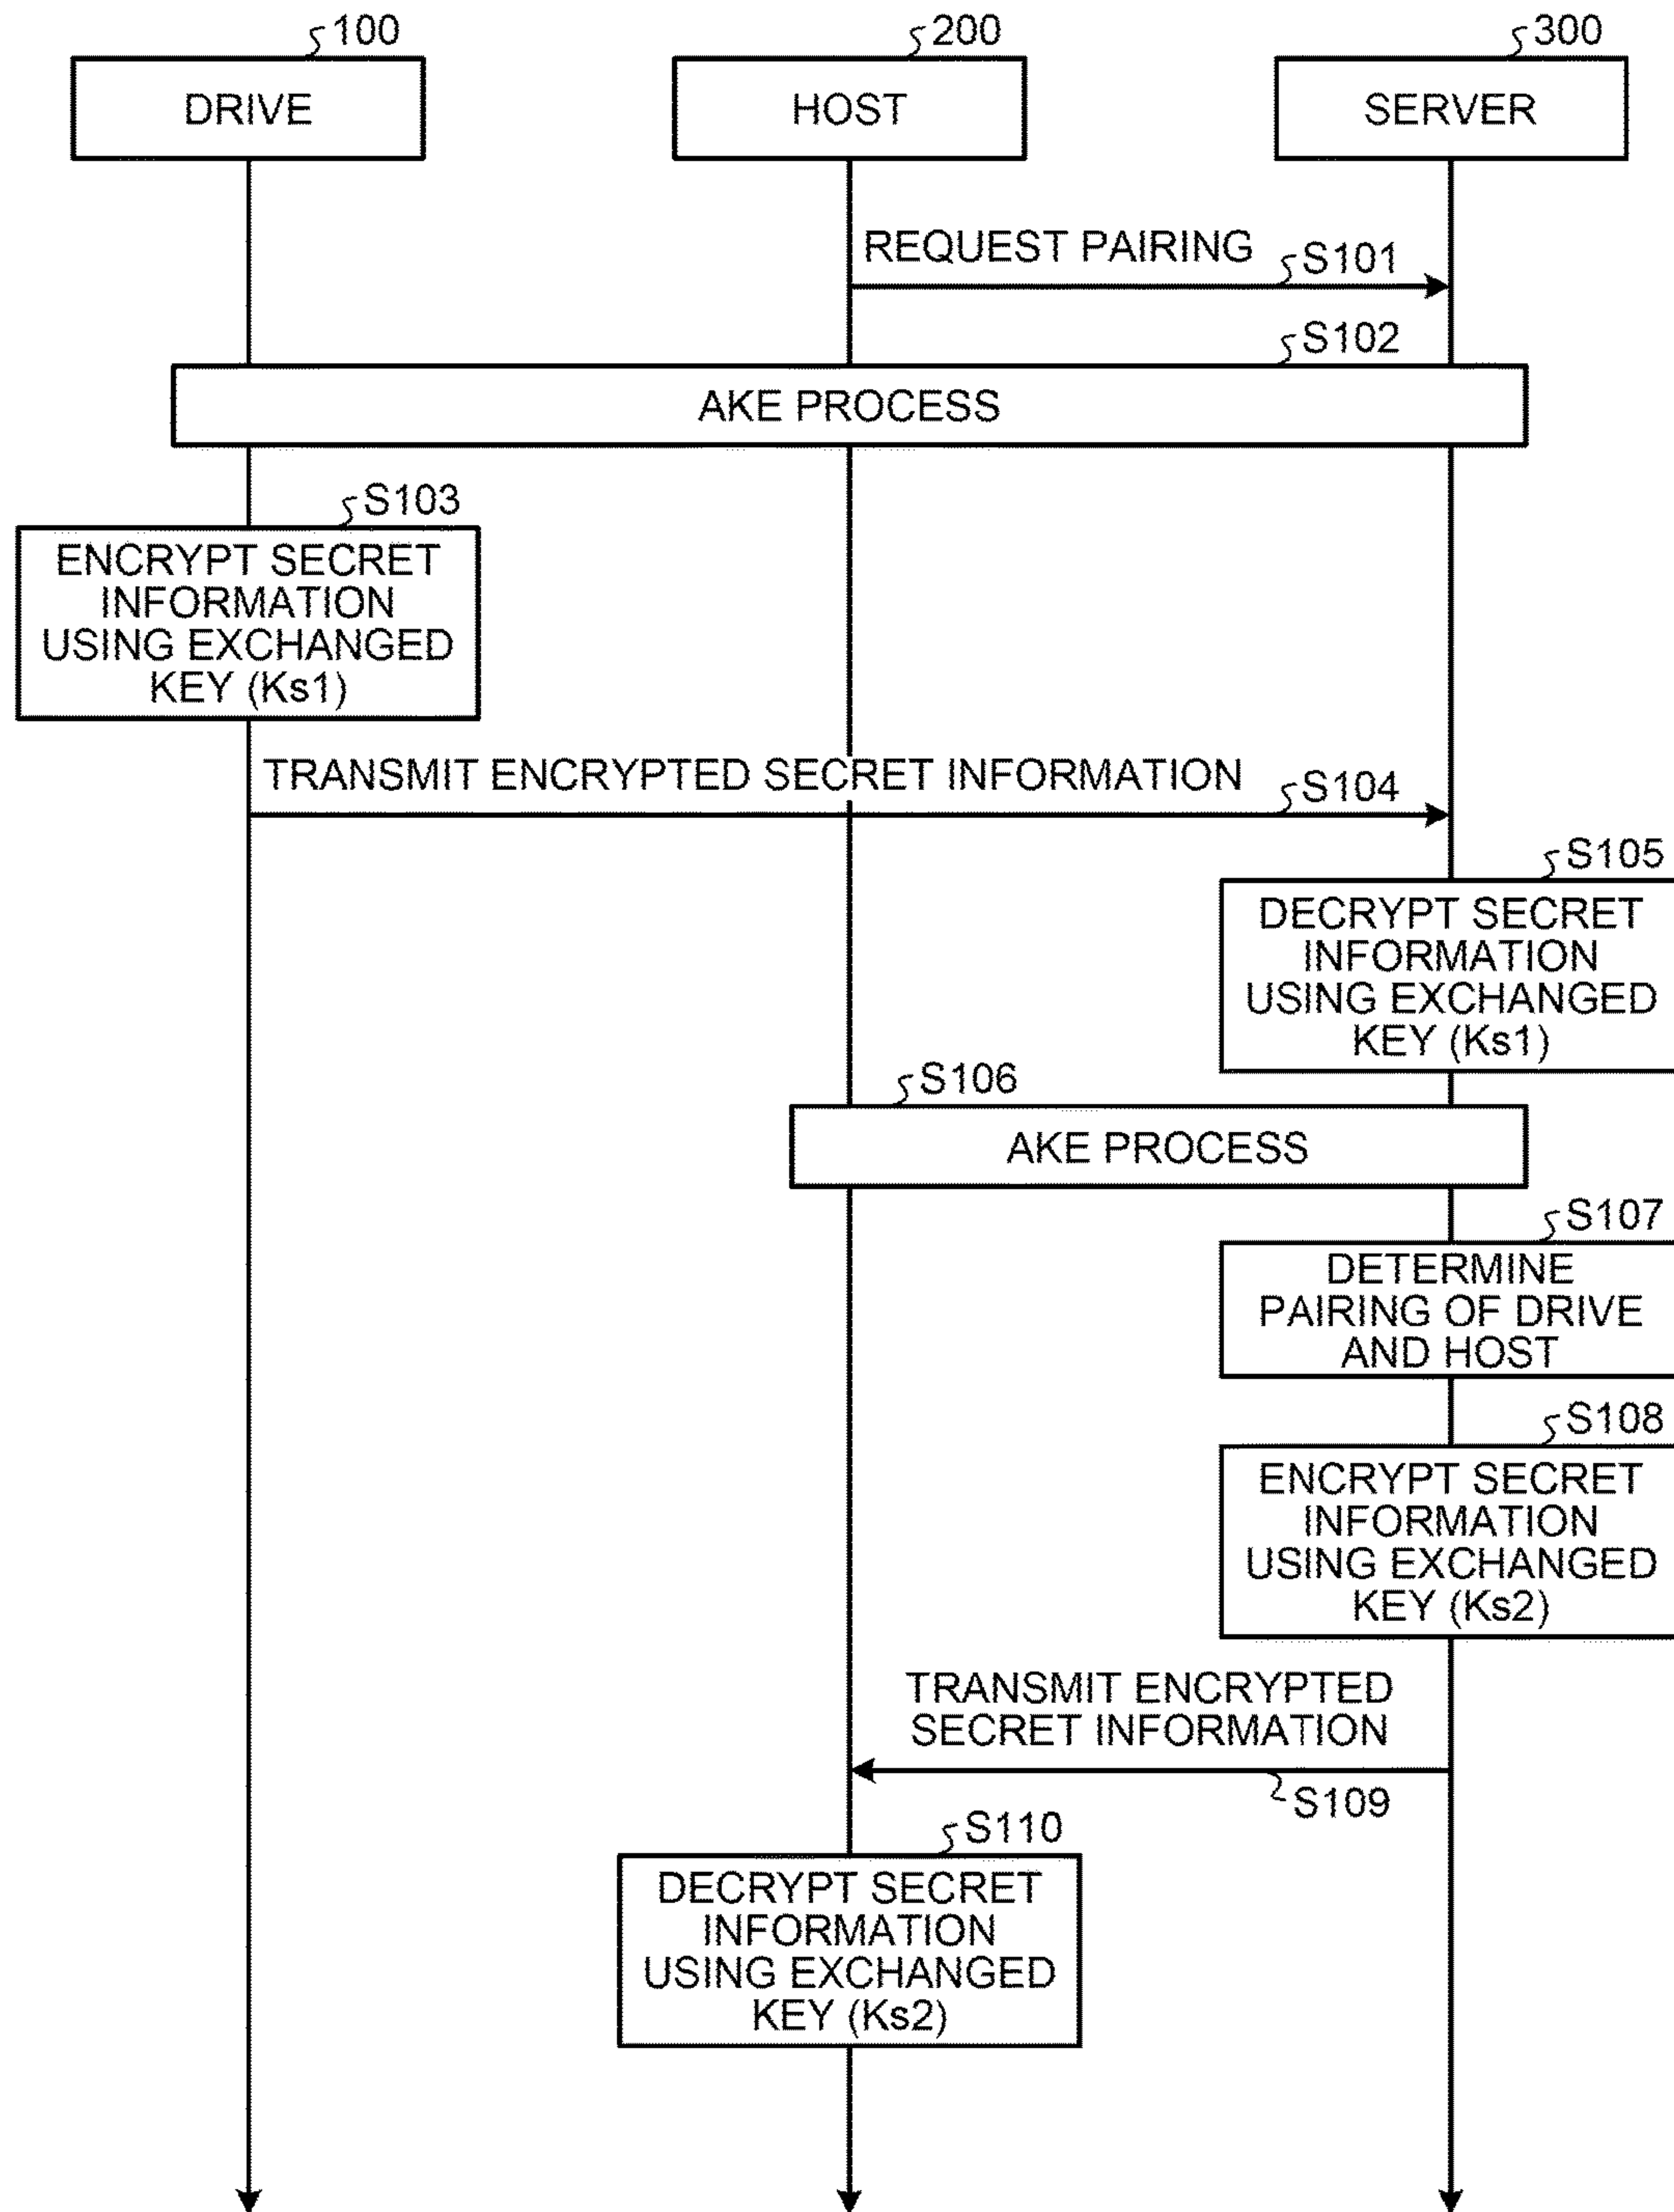 100
200
300
DRIVE
HOST
SERVER
REQUEST PAIRING
S101
S102
AKE PROCESS
S103
ENCRYPT SECRET
INFORMATION
USING EXCHANGED
KEY (Ks1)
TRANSMIT ENCRYPTED SECRET INFORMATION
S104
S105
DECRYPT SECRET
INFORMATION
USING EXCHANGED
KEY (Ks1)
S106
AKE PROCESS
S107
DETERMINE
PAIRING OF DRIVE
AND HOST
S108
ENCRYPT SECRET
INFORMATION
USING EXCHANGED
KEY (Ks2)
TRANSMIT ENCRYPTED
SECRET INFORMATION
S109
S110
DECRYPT SECRET
INFORMATION
USING EXCHANGED
KEY (Ks2)